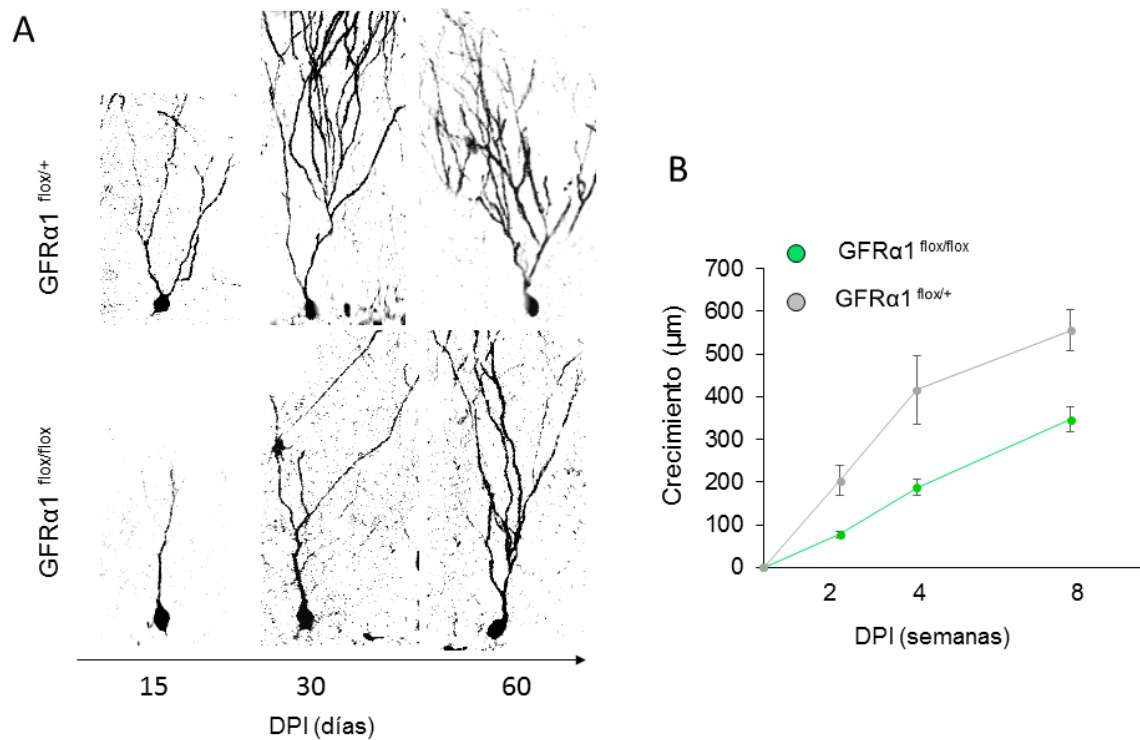 A
GFRα1 flox/+
GFRα1 flox/flox
15 30 60
DPI (días)
B
GFRα1 flox/flox
GFRα1 flox/+
Crecimiento (µm)
700
600
500
400
300
200
100
0
2 4 8
DPI (semanas)